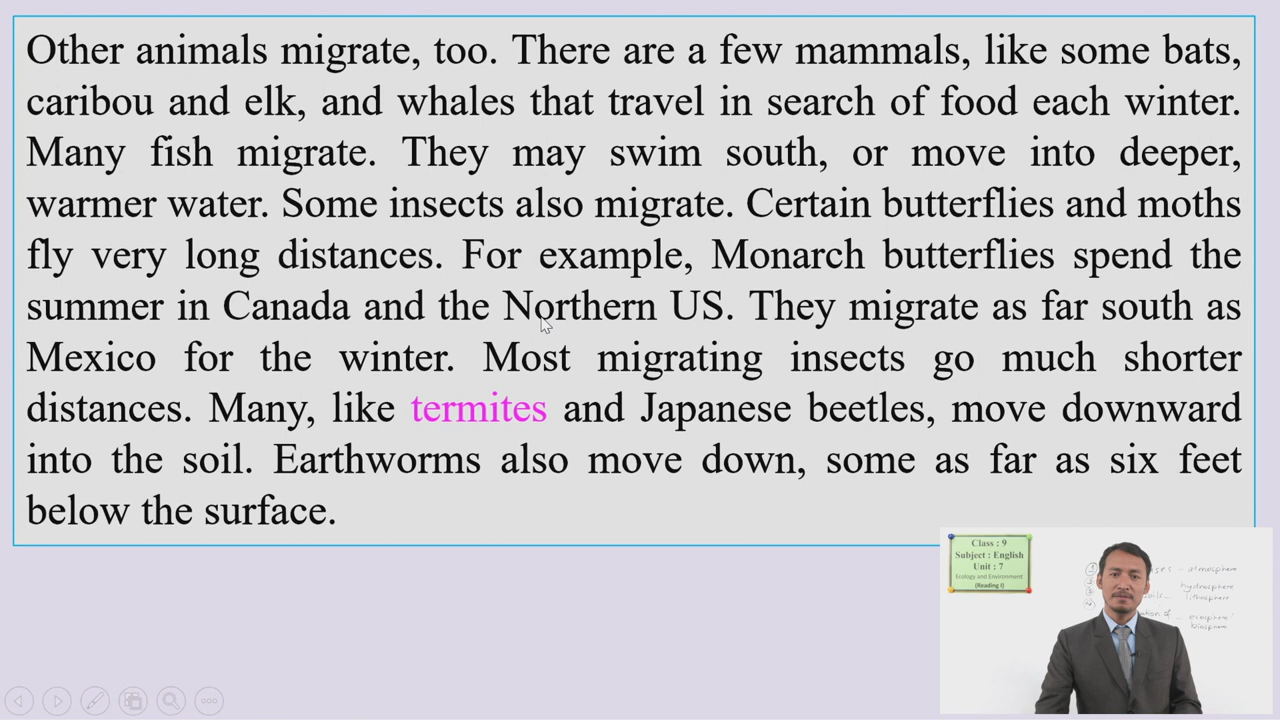 Other animals migrate, too. There are a few mammals, like some bats,
caribou and elk, and whales that travel in search of food each winter.
Many fish migrate. They may swim south, or move into deeper,
warmer water. Some insects also migrate. Certain butterflies and moths
fly very long distances. For example, Monarch butterflies spend the
summer in Canada and the Northern US. They migrate as far south as
Mexico for the winter. Most migrating insects go much shorter
distances. Many, like termites and Japanese beetles, move downward
into the soil. Earthworms also move down, some as far as six feet
below the surface.
Class : 9
Subject : English
Unit : 7
Ecology and Environment
(Reading I)
atmosphere
hydrosphere
lithosphere
biosphere